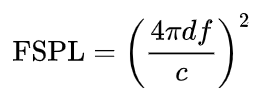 FSPL = (4πdf / c)²